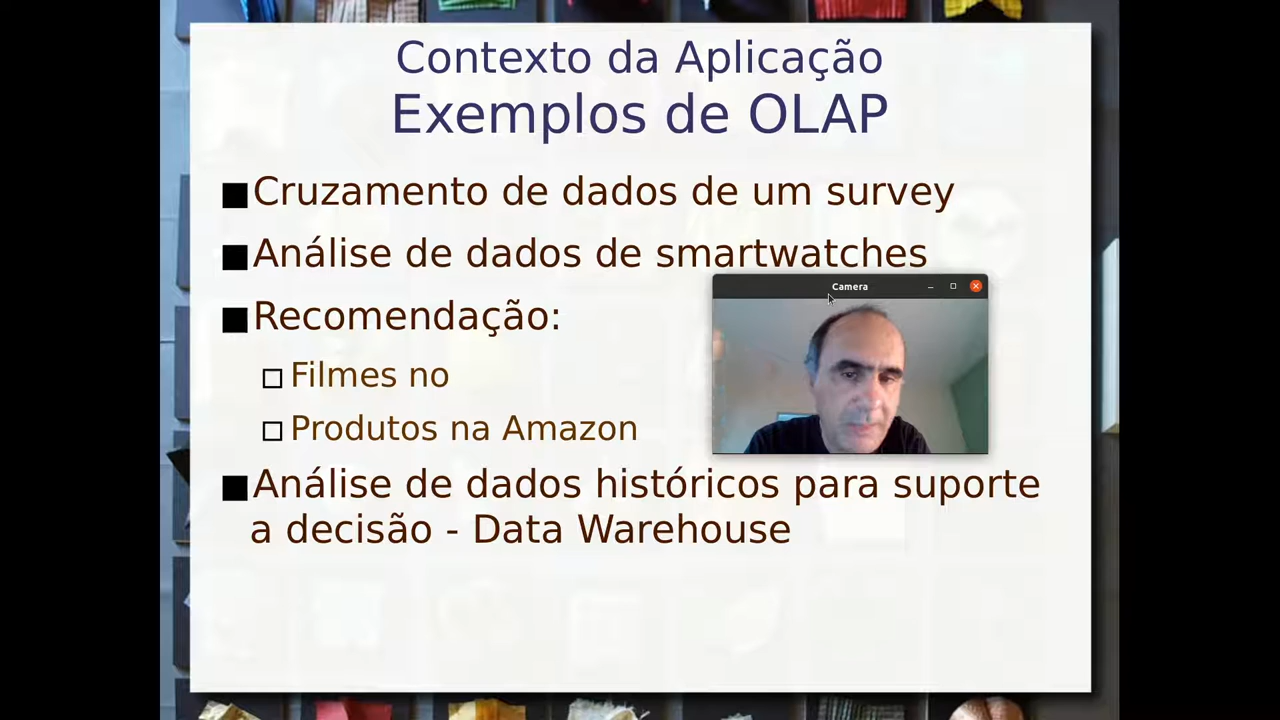 Contexto da Aplicação
Exemplos de OLAP
Cruzamento de dados de um survey
Análise de dados de smartwatches
Camera
Recomendação:
Filmes no
Produtos na Amazon
Análise de dados históricos para suporte
a decisão - Data Warehouse